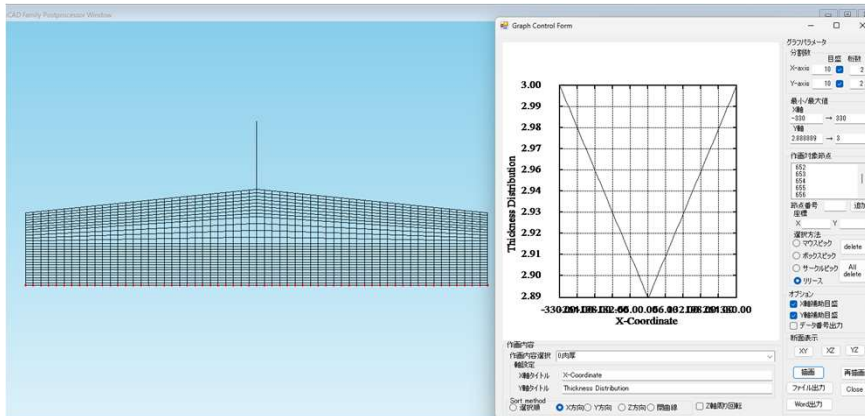 CAD Family Postprocessor Window
Graph Control Form
3.00
2.99
2.98
2.97
2.96
2.94
2.93
2.92
2.91
2.90
2.89
Thickness Distribution
X-Coordinate
グラフパラメータ
分割数
目盛 桁数
X-axis 10 2
Y-axis 10 2
最小/最大値
X軸
-330 → 330
Y軸
2.888889 → 3
作画対象節点
652
653
654
655
656
節点番号 追加
座標
X Y
選択方法
マウスピック
delete
ボックスピック
サークルピック
All delete
リリース
オプション
X軸補助目盛
Y軸補助目盛
データ番号出力
断面表示
XY XZ YZ
描画 再描画
ファイル出力 Close
Word出力
作画内容
作画内容選択 0.肉厚
軸設定
X軸タイトル X-Coordinate
Y軸タイトル Thickness Distribution
Sort method
選択順 X方向 Y方向 Z方向 閉曲線 Z軸周り回転